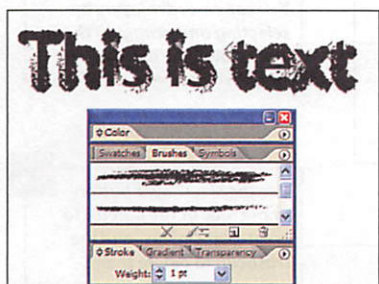 This is text
Color
Swatches Brushes Symbols
Stroke Gradient Transparency
Weight: 1 pt